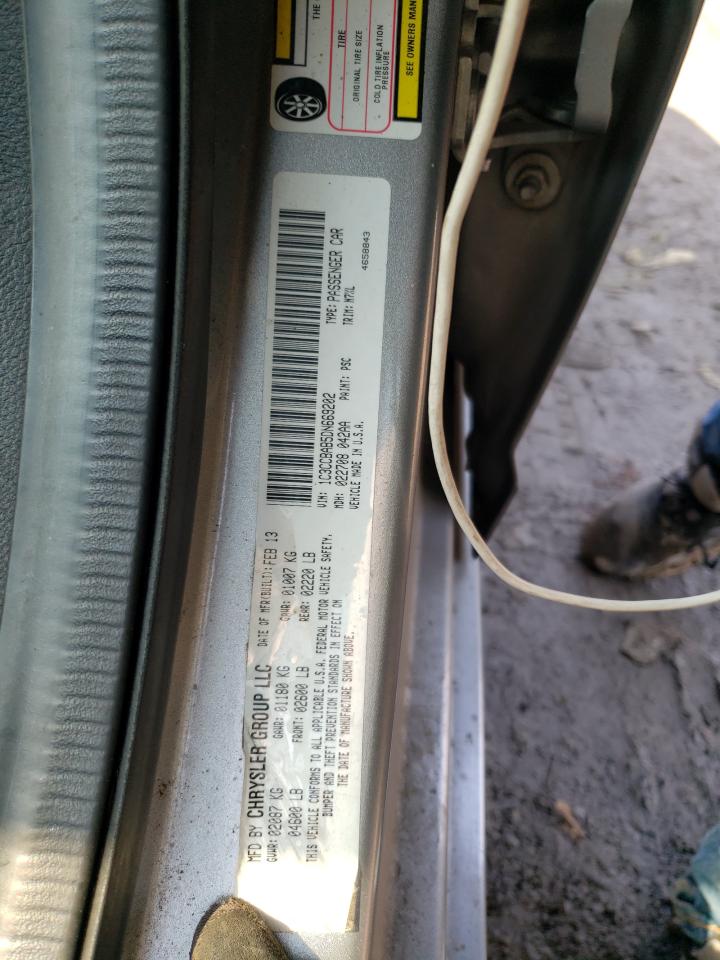 THE
TIRE
ORIGINAL TIRE SIZE
COLD TIRE INFLATION
PRESSURE
SEE OWNERS MAN
MFD BY CHRYSLER GROUP LLC DATE OF MFR(BUILT): FEB 13
GVWR: 02087 KG GAWR: 01180 KG GAWR: 01007 KG
04600 LB FRONT: 02600 LB REAR: 02220 LB
THIS VEHICLE CONFORMS TO ALL APPLICABLE U.S.A. FEDERAL MOTOR VEHICLE SAFETY,
BUMPER AND THEFT PREVENTION STANDARDS IN EFFECT ON
THE DATE OF MANUFACTURE SHOWN ABOVE.
VIN: 1C3CCBAB5DN669202 TYPE: PASSENGER CAR
MDH: 022708 042AA PAINT: PSC TRIM: M7XL
VEHICLE MADE IN U.S.A. 4658843